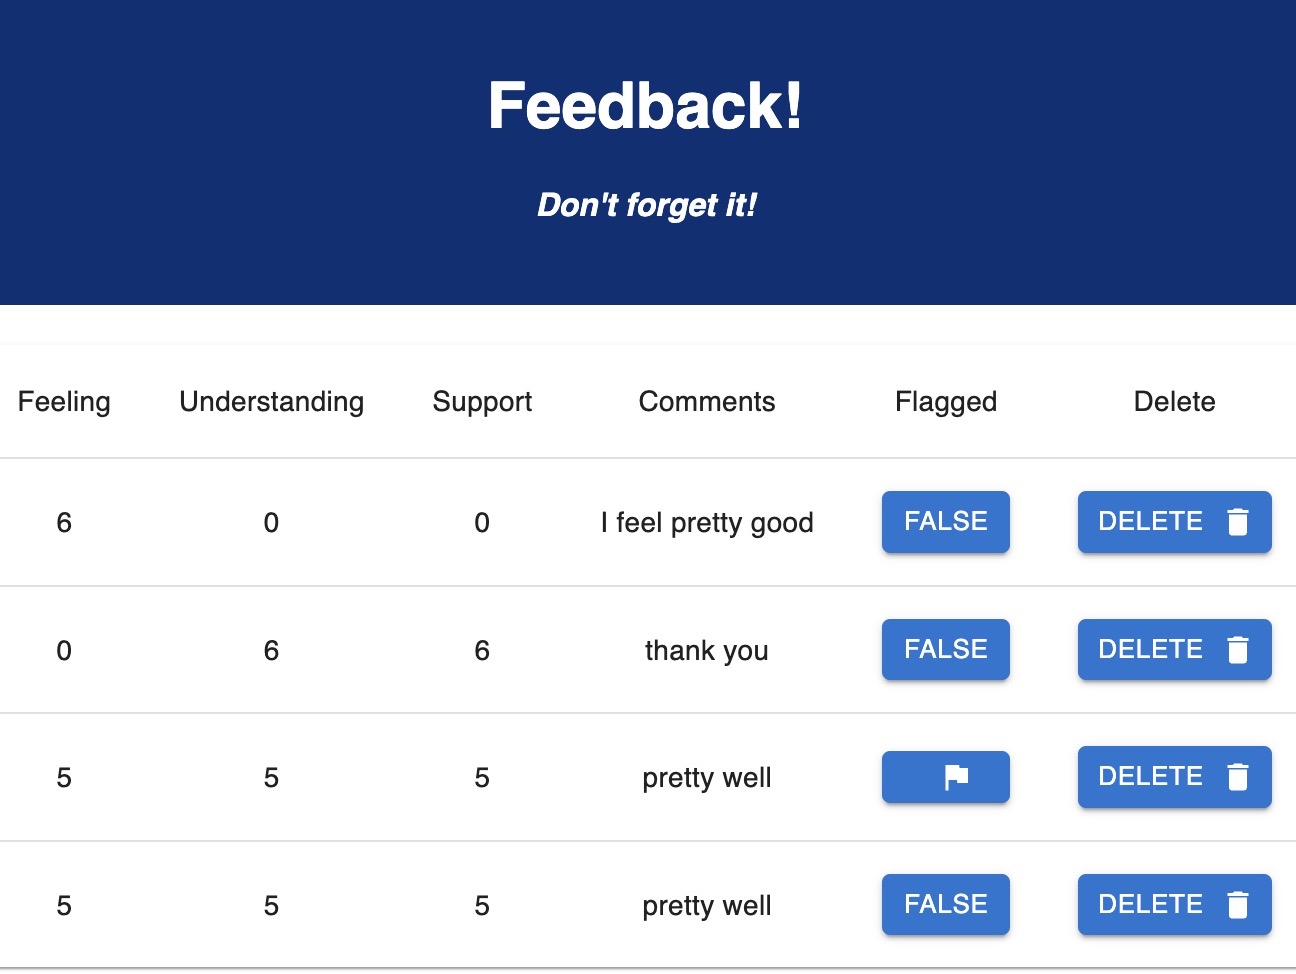 Feedback!
Don't forget it!
Feeling Understanding Support Comments Flagged Delete
6 0 0 I feel pretty good FALSE DELETE
0 6 6 thank you FALSE DELETE
5 5 5 pretty well DELETE
5 5 5 pretty well FALSE DELETE